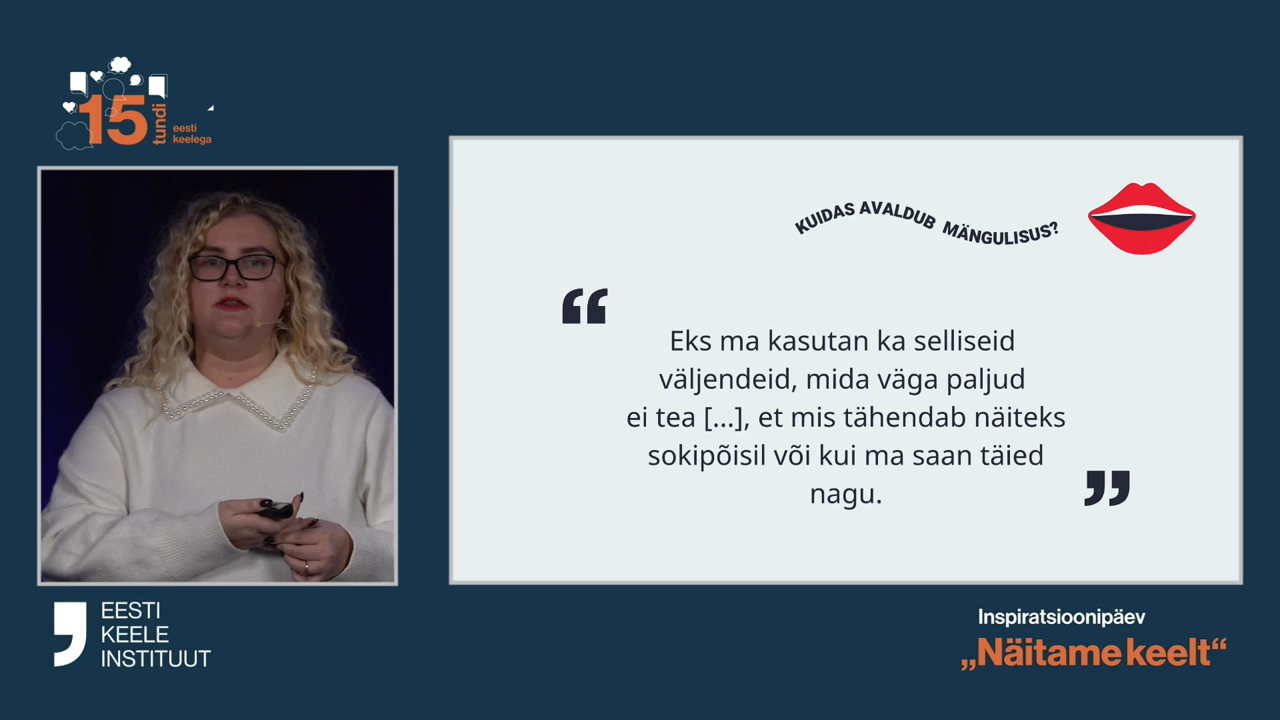 15
tundi
eesti
keelega
KUIDAS AVALDUB MÄNGULISUS?
“
Eks ma kasutan ka selliseid
väljendeid, mida väga paljud
ei tea [...], et mis tähendab näiteks
sokipõisil või kui ma saan täied
nagu.
”
EESTI
KEELE
INSTITUUT
Inspiratsioonipäev
„Näitame keelt“